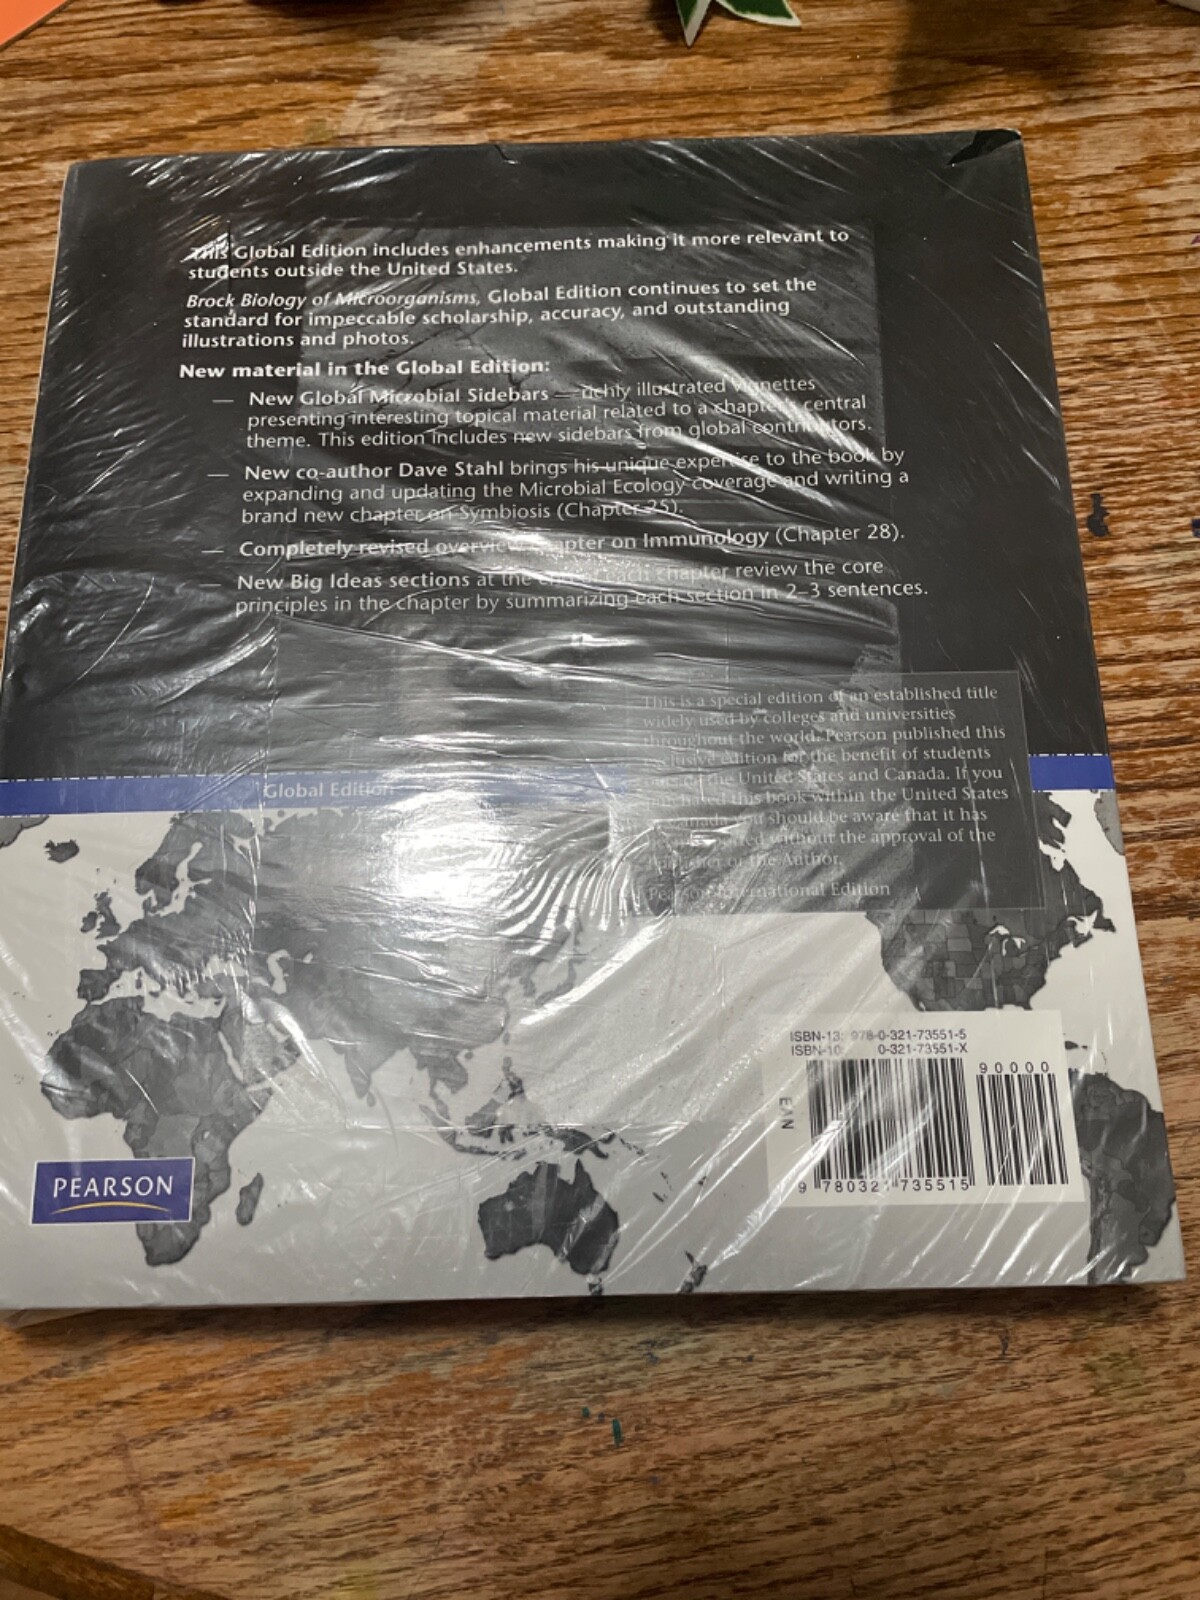 This Global Edition includes enhancements making it more relevant to
students outside the United States.
Brock Biology of Microorganisms, Global Edition continues to set the
standard for impeccable scholarship, accuracy, and outstanding
illustrations and photos.
New material in the Global Edition:
— New Global Microbial Sidebars — richly illustrated vignettes
presenting interesting topical material related to a chapter's central
theme. This edition includes new sidebars from global contributors.
— New co-author Dave Stahl brings his unique expertise to the book by
expanding and updating the Microbial Ecology coverage and writing a
brand new chapter on Symbiosis (Chapter 25).
— Completely revised overview chapter on Immunology (Chapter 28).
— New Big Ideas sections at the end of each chapter review the core
principles in the chapter by summarizing each section in 2–3 sentences.
This is a special edition of an established title
widely used by colleges and universities
throughout the world. Pearson published this
exclusive edition for the benefit of students
outside the United States and Canada. If you
purchased this book within the United States
or Canada you should be aware that it has
been imported without the approval of the
Publisher or the Author.
Pearson International Edition
Global Edition
ISBN-13: 978-0-321-73551-5
ISBN-10: 0-321-73551-X
90000
EAN
9 780321 735515
PEARSON